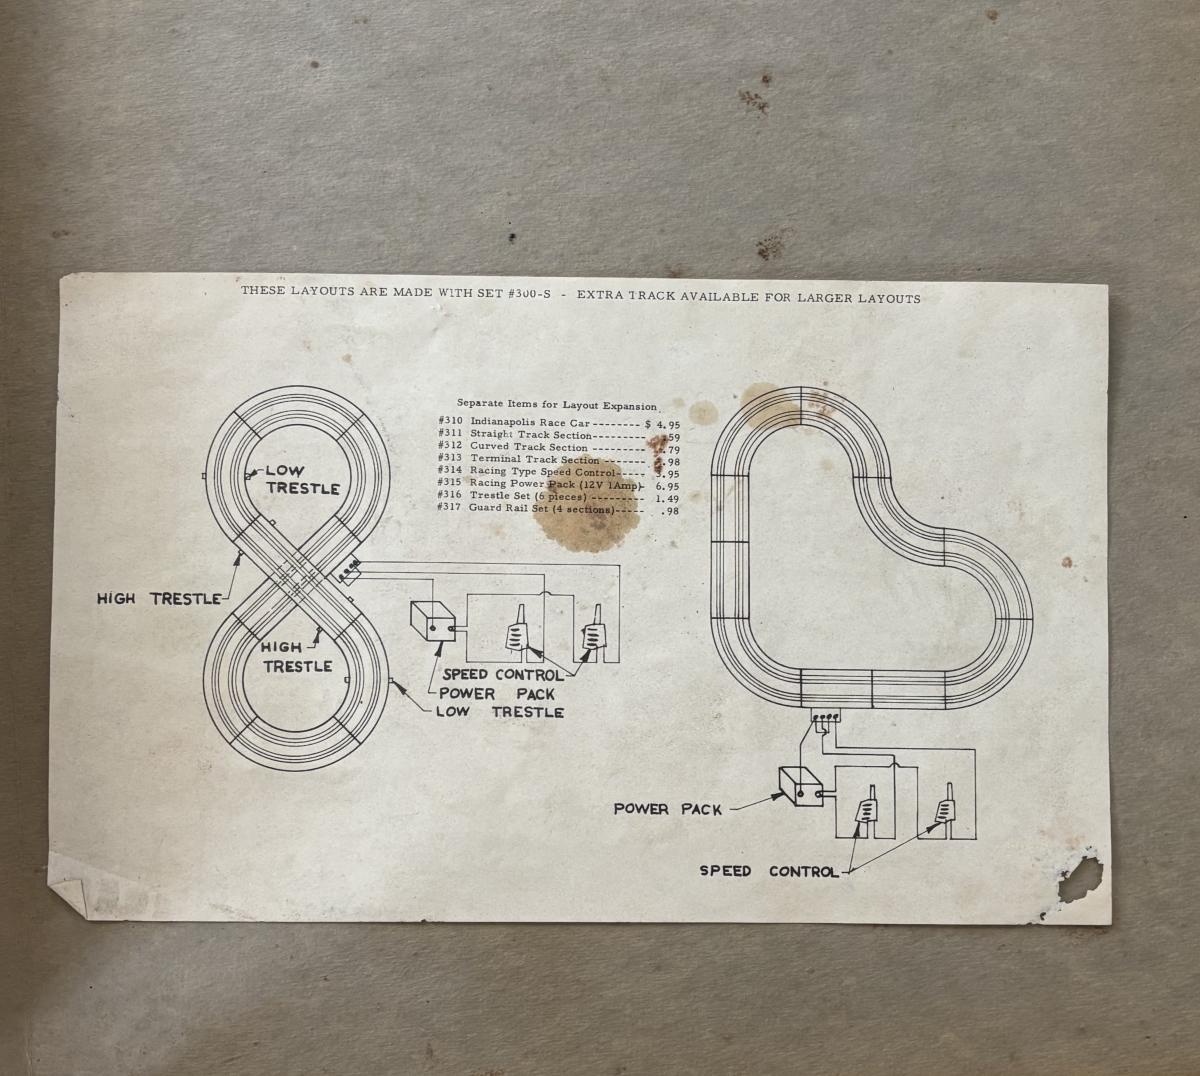 THESE LAYOUTS ARE MADE WITH SET #300-S - EXTRA TRACK AVAILABLE FOR LARGER LAYOUTS
Separate Items for Layout Expansion
#310 Indianapolis Race Car -------- $ 4.95
#311 Straight Track Section--------- .59
#312 Curved Track Section --------- .79
#313 Terminal Track Section ------- .98
#314 Racing Type Speed Control----- .95
#315 Racing Power Pack (12V 1Amp)- 6.95
#316 Trestle Set (6 pieces) --------- 1.49
#317 Guard Rail Set (4 sections)----- .98
LOW
TRESTLE
HIGH TRESTLE
HIGH
TRESTLE
SPEED CONTROL
POWER PACK
LOW TRESTLE
POWER PACK
SPEED CONTROL